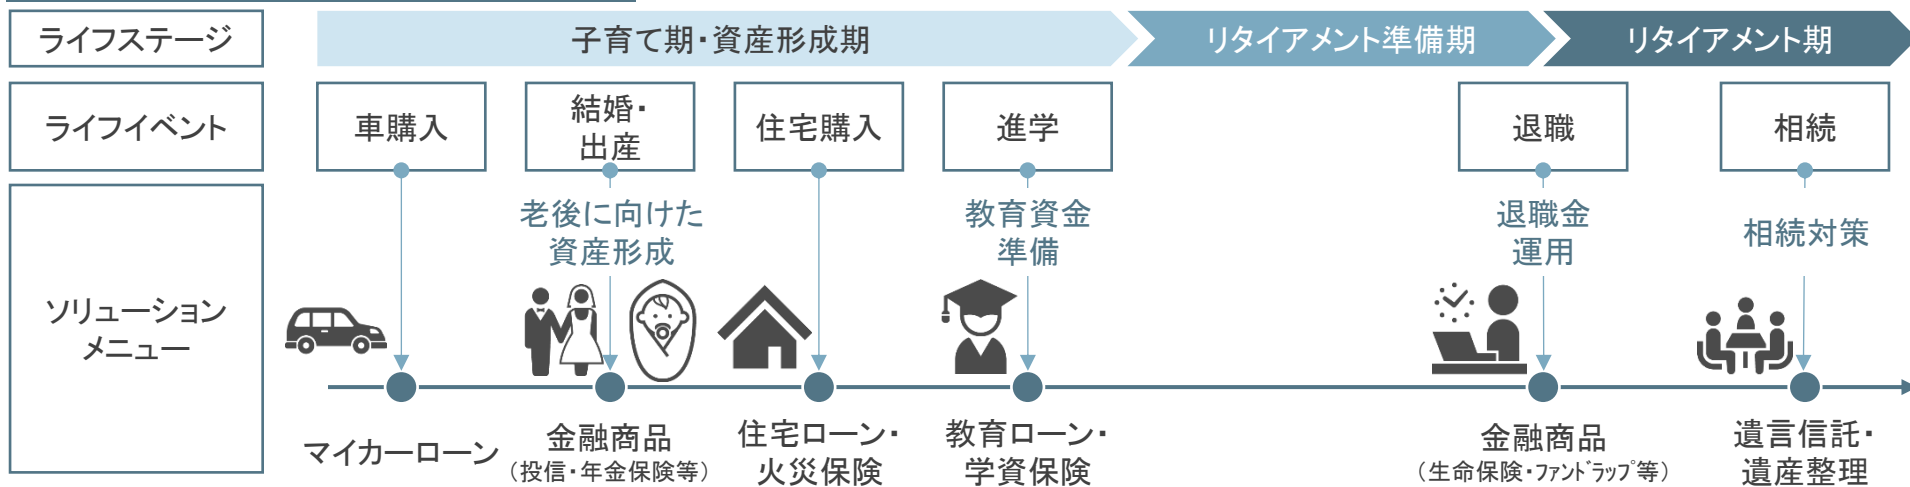 ライフステージ
子育て期・資産形成期
リタイアメント準備期
リタイアメント期
ライフイベント
車購入
結婚・
出産
住宅購入
進学
退職
相続
ソリューション
メニュー
老後に向けた
資産形成
教育資金
準備
退職金
運用
相続対策
マイカーローン
金融商品
（投信・年金保険等）
住宅ローン・
火災保険
教育ローン・
学資保険
金融商品
（生命保険・ﾌｧﾝﾄﾞﾗｯﾌﾟ等）
遺言信託・
遺産整理